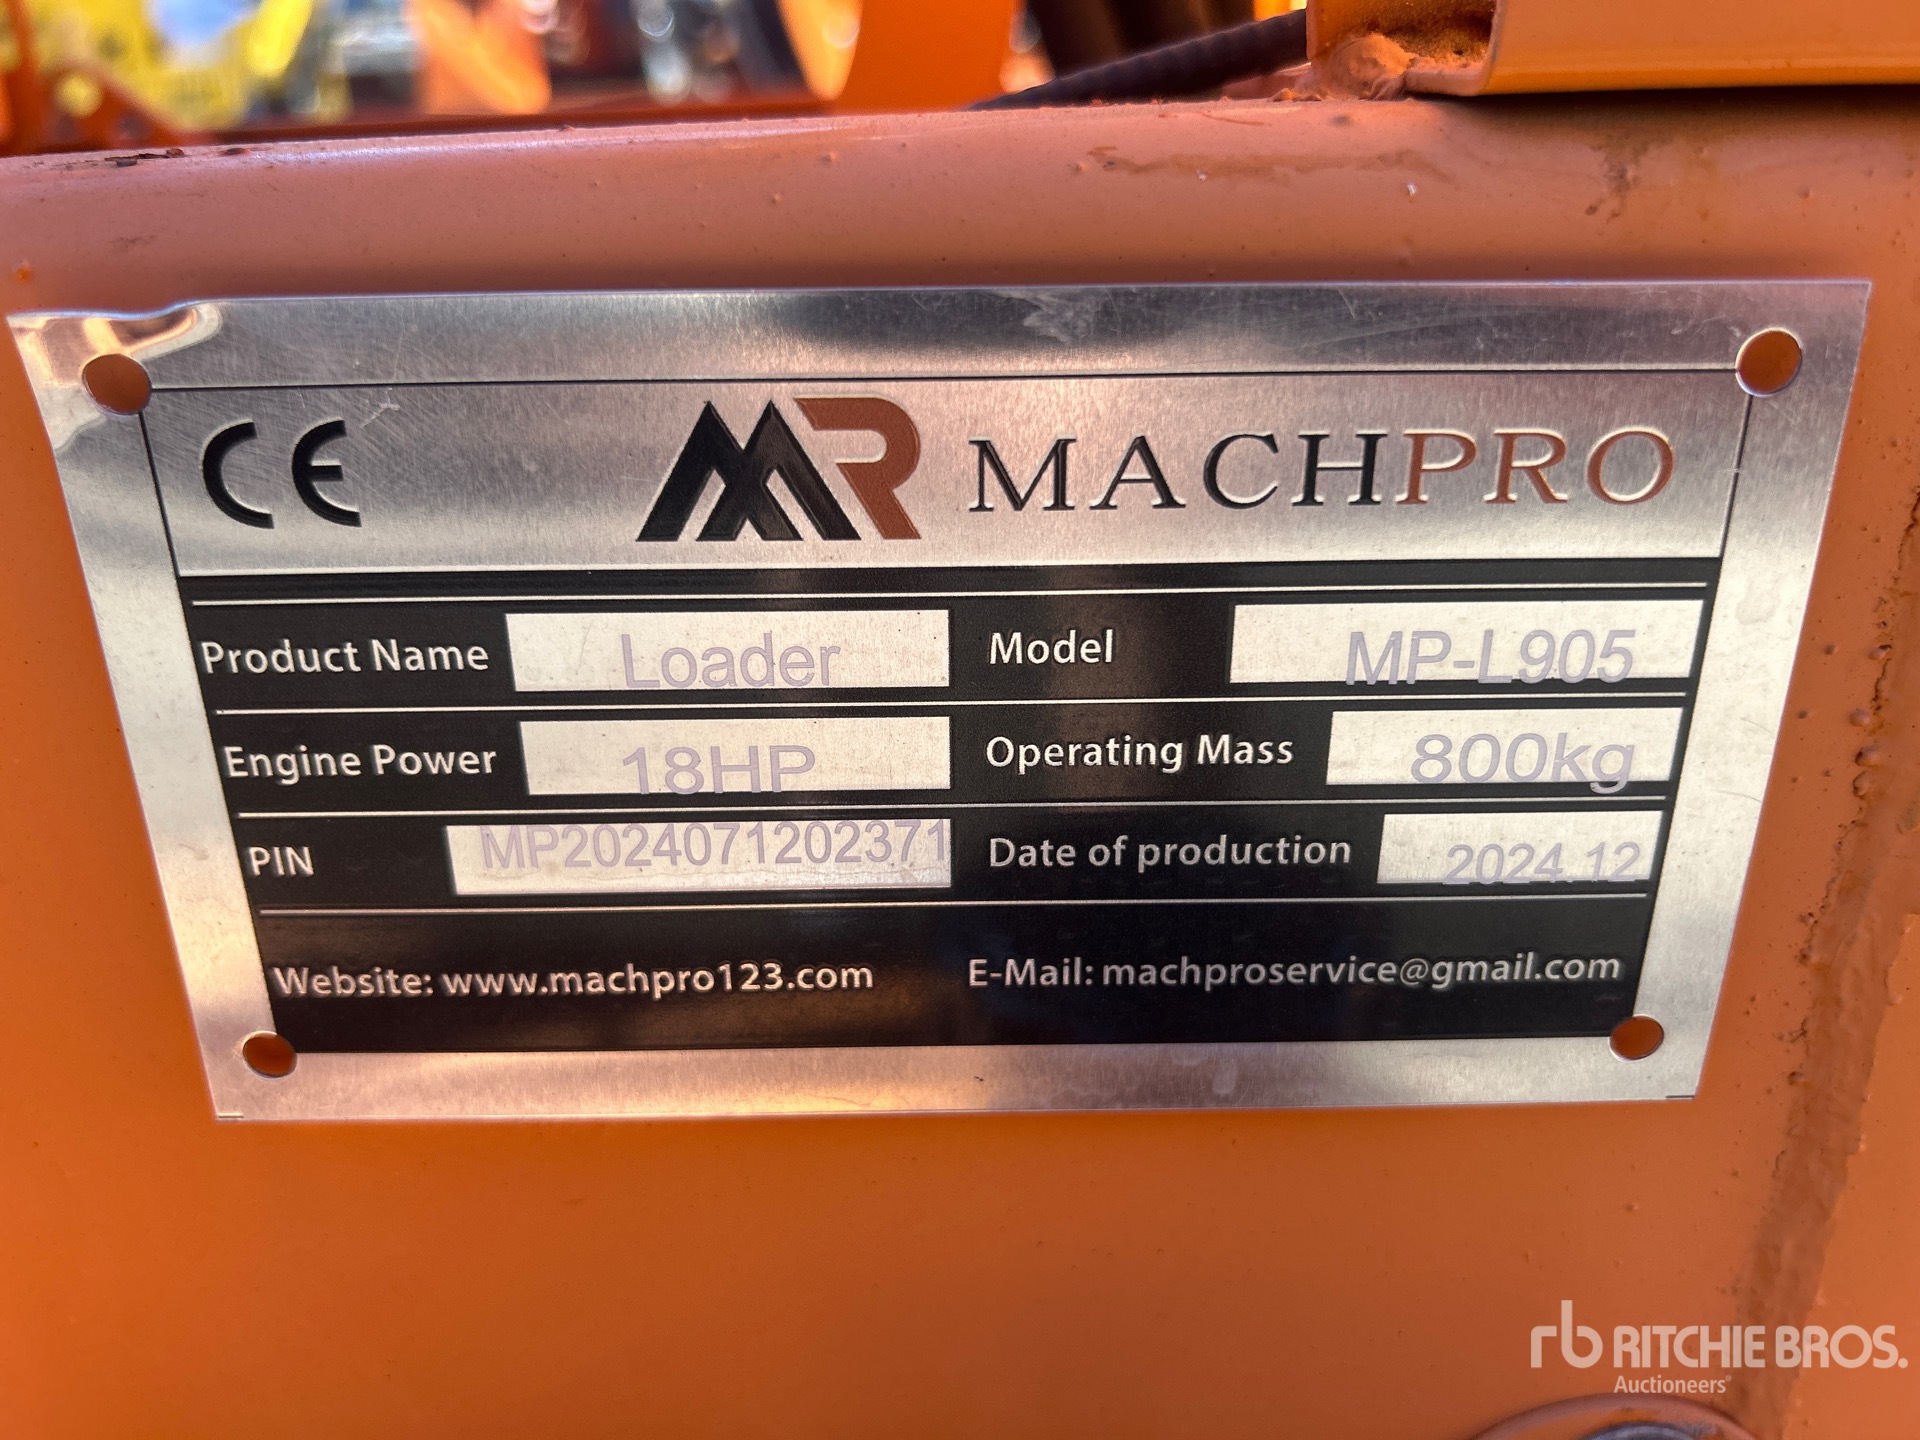 CE MR MACHPRO
Product Name Loader Model MP-L905
Engine Power 18HP Operating Mass 800kg
PIN MP2024071202371 Date of production 2024.12
Website: www.machpro123.com E-Mail: machproservice@gmail.com
rb RITCHIE BROS.
Auctioneers